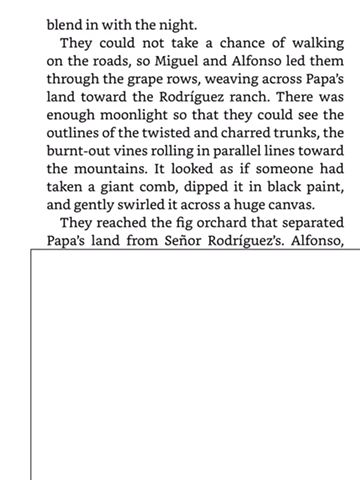 blend in with the night.
They could not take a chance of walking
on the roads, so Miguel and Alfonso led them
through the grape rows, weaving across Papa’s
land toward the Rodríguez ranch. There was
enough moonlight so that they could see the
outlines of the twisted and charred trunks, the
burnt-out vines rolling in parallel lines toward
the mountains. It looked as if someone had
taken a giant comb, dipped it in black paint,
and gently swirled it across a huge canvas.
They reached the fig orchard that separated
Papa’s land from Señor Rodríguez’s. Alfonso,